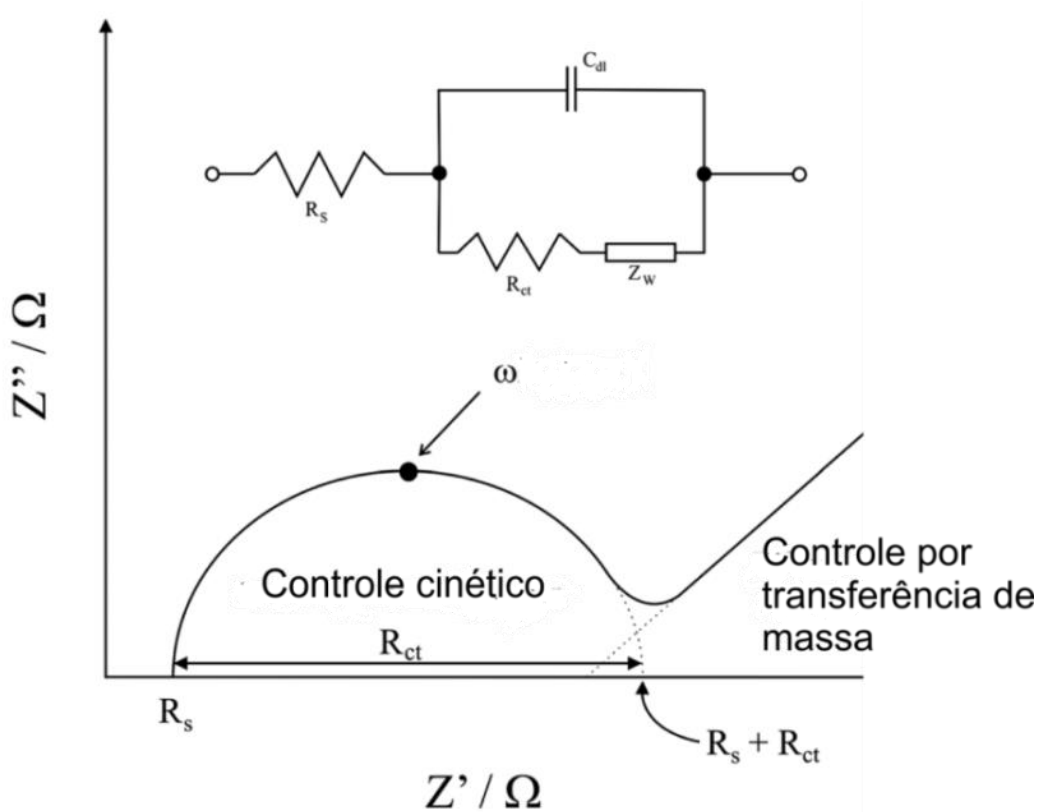 C_dl
R_s
R_ct
Z_W
Z’’ / Ω
ω
Controle cinético
Controle por
transferência de
massa
R_ct
R_s
R_s + R_ct
Z’ / Ω